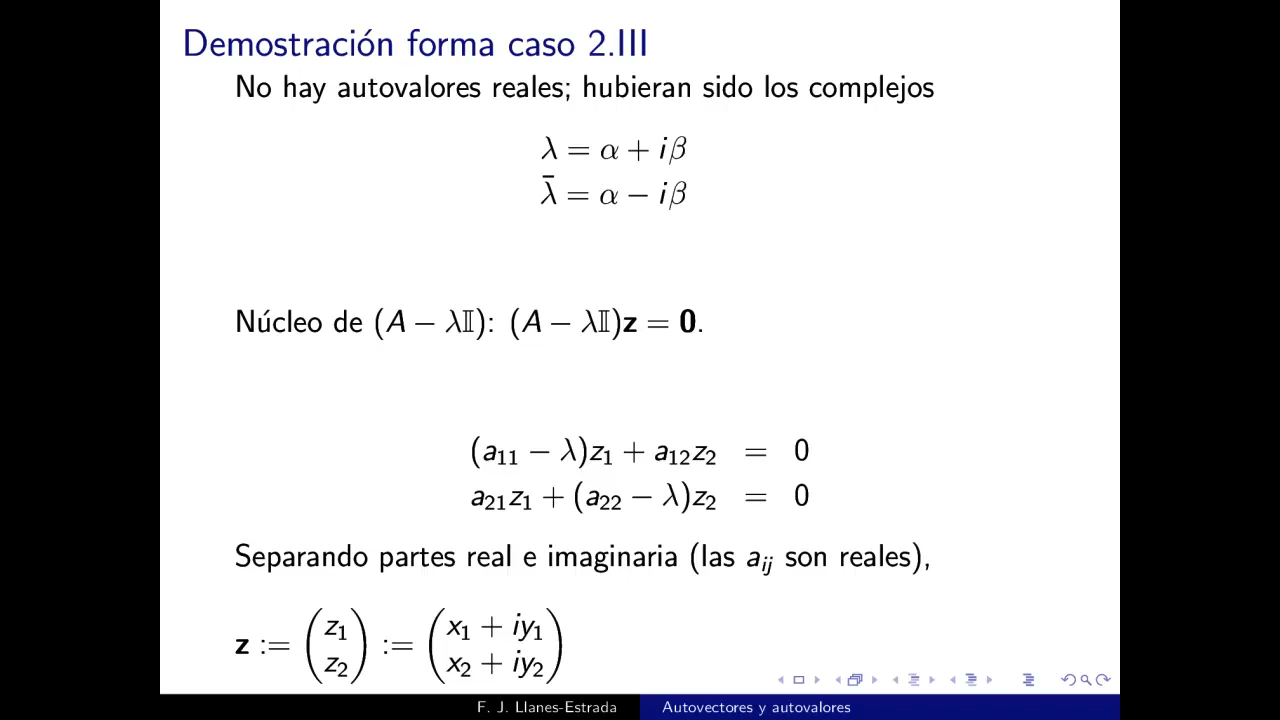 Demostración forma caso 2.III
No hay autovalores reales; hubieran sido los complejos
λ = α + iβ
λ̄ = α − iβ
Núcleo de (A − λ𝕀): (A − λ𝕀)z = 0.
(a₁₁ − λ)z₁ + a₁₂z₂ = 0
a₂₁z₁ + (a₂₂ − λ)z₂ = 0
Separando partes real e imaginaria (las aᵢⱼ son reales),
z := (z₁ z₂) := (x₁ + iy₁ x₂ + iy₂)
F. J. Llanes-Estrada Autovectores y autovalores